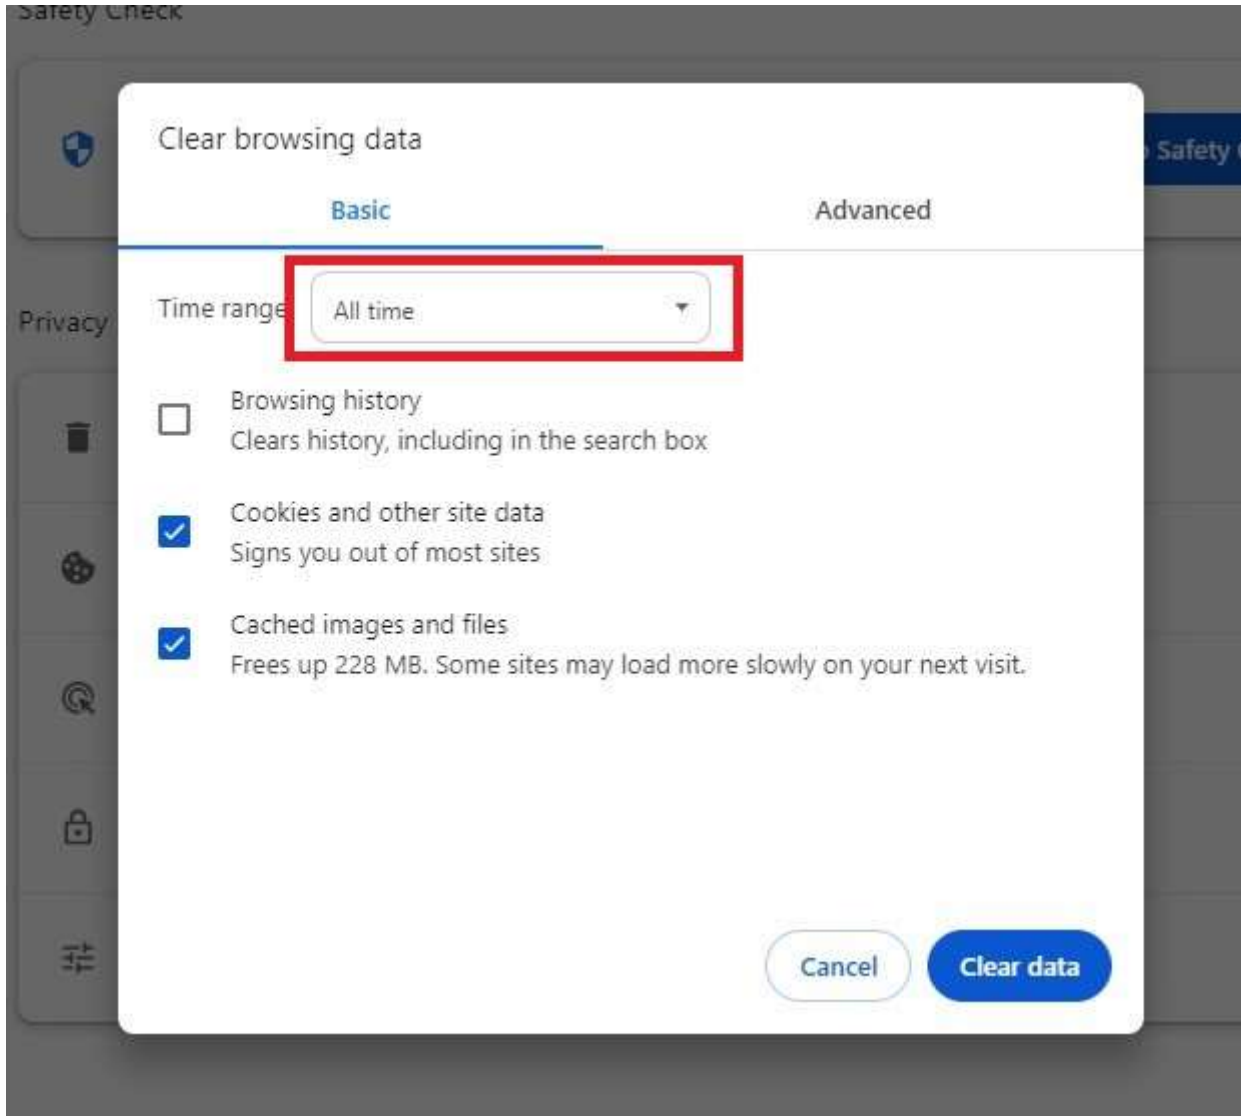 Safety Check
Clear browsing data
Safety
Basic
Advanced
Time range
All time
Privacy
Browsing history
Clears history, including in the search box
Cookies and other site data
Signs you out of most sites
Cached images and files
Frees up 228 MB. Some sites may load more slowly on your next visit.
Cancel
Clear data